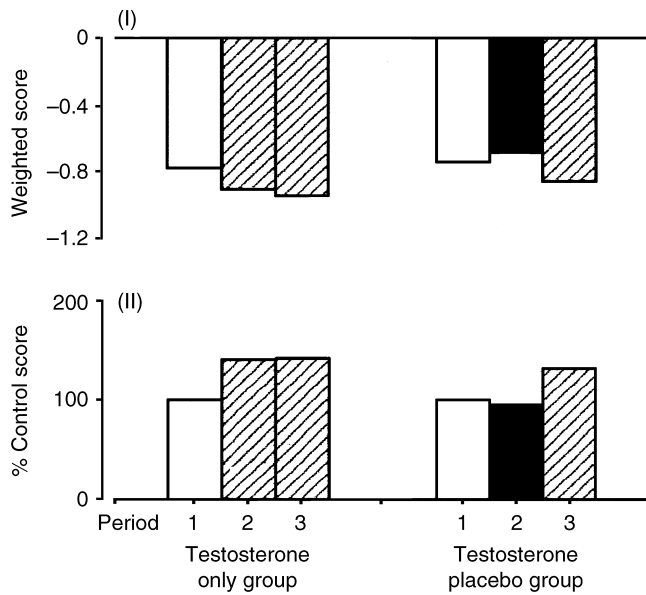 (I)
Weighted score
0
–0.4
–0.8
–1.2
(II)
% Control score
200
100
0
Period 1 2 3 1 2 3
Testosterone only group
Testosterone placebo group